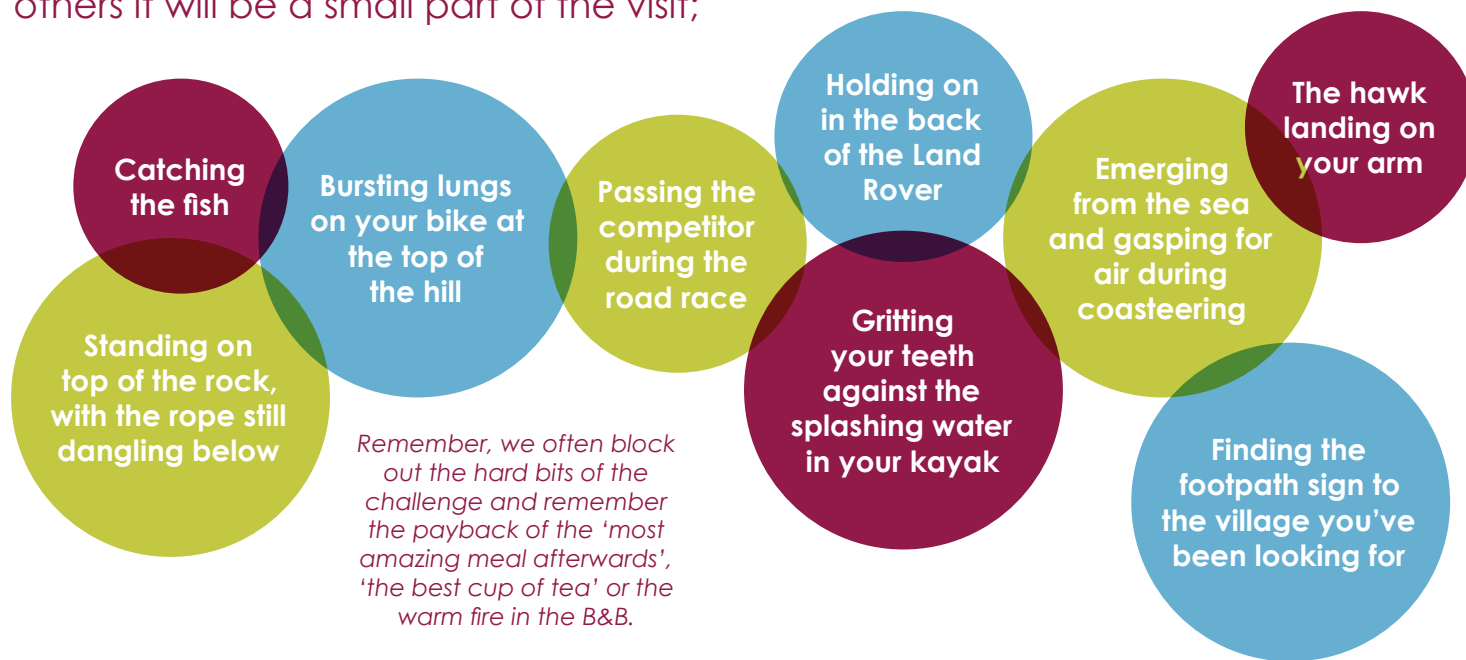 others it will be a small part of the visit;
Catching
the fish
Standing on
top of the rock,
with the rope still
dangling below
Bursting lungs
on your bike at
the top of
the hill
Remember, we often block
out the hard bits of the
challenge and remember
the payback of the ‘most
amazing meal afterwards’,
‘the best cup of tea’ or the
warm fire in the B&B.
Passing the
competitor
during the
road race
Holding on
in the back
of the Land
Rover
Gritting
your teeth
against the
splashing water
in your kayak
Emerging
from the sea
and gasping for
air during
coasteering
The hawk
landing on
your arm
Finding the
footpath sign to
the village you’ve
been looking for